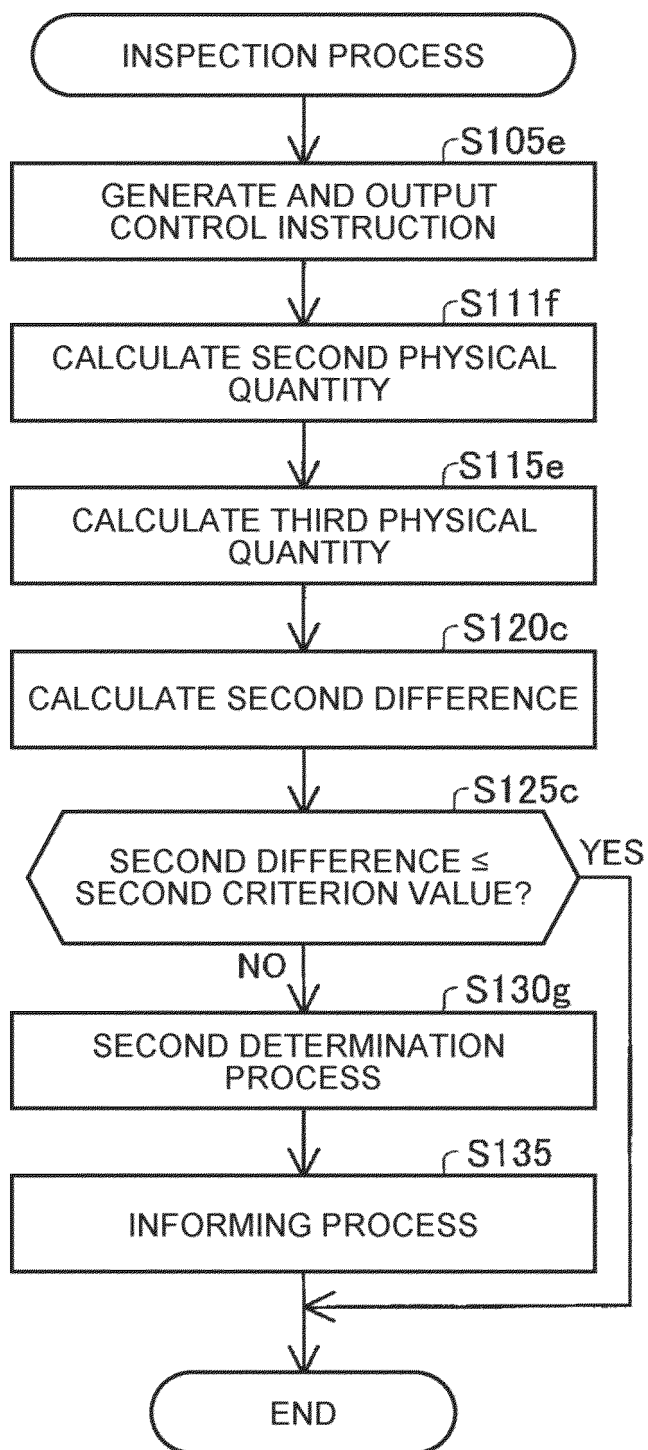 INSPECTION PROCESS
S105e
GENERATE AND OUTPUT
CONTROL INSTRUCTION
S111f
CALCULATE SECOND PHYSICAL
QUANTITY
S115e
CALCULATE THIRD PHYSICAL
QUANTITY
S120c
CALCULATE SECOND DIFFERENCE
S125c
SECOND DIFFERENCE ≤
SECOND CRITERION VALUE?
YES
NO
S130g
SECOND DETERMINATION
PROCESS
S135
INFORMING PROCESS
END